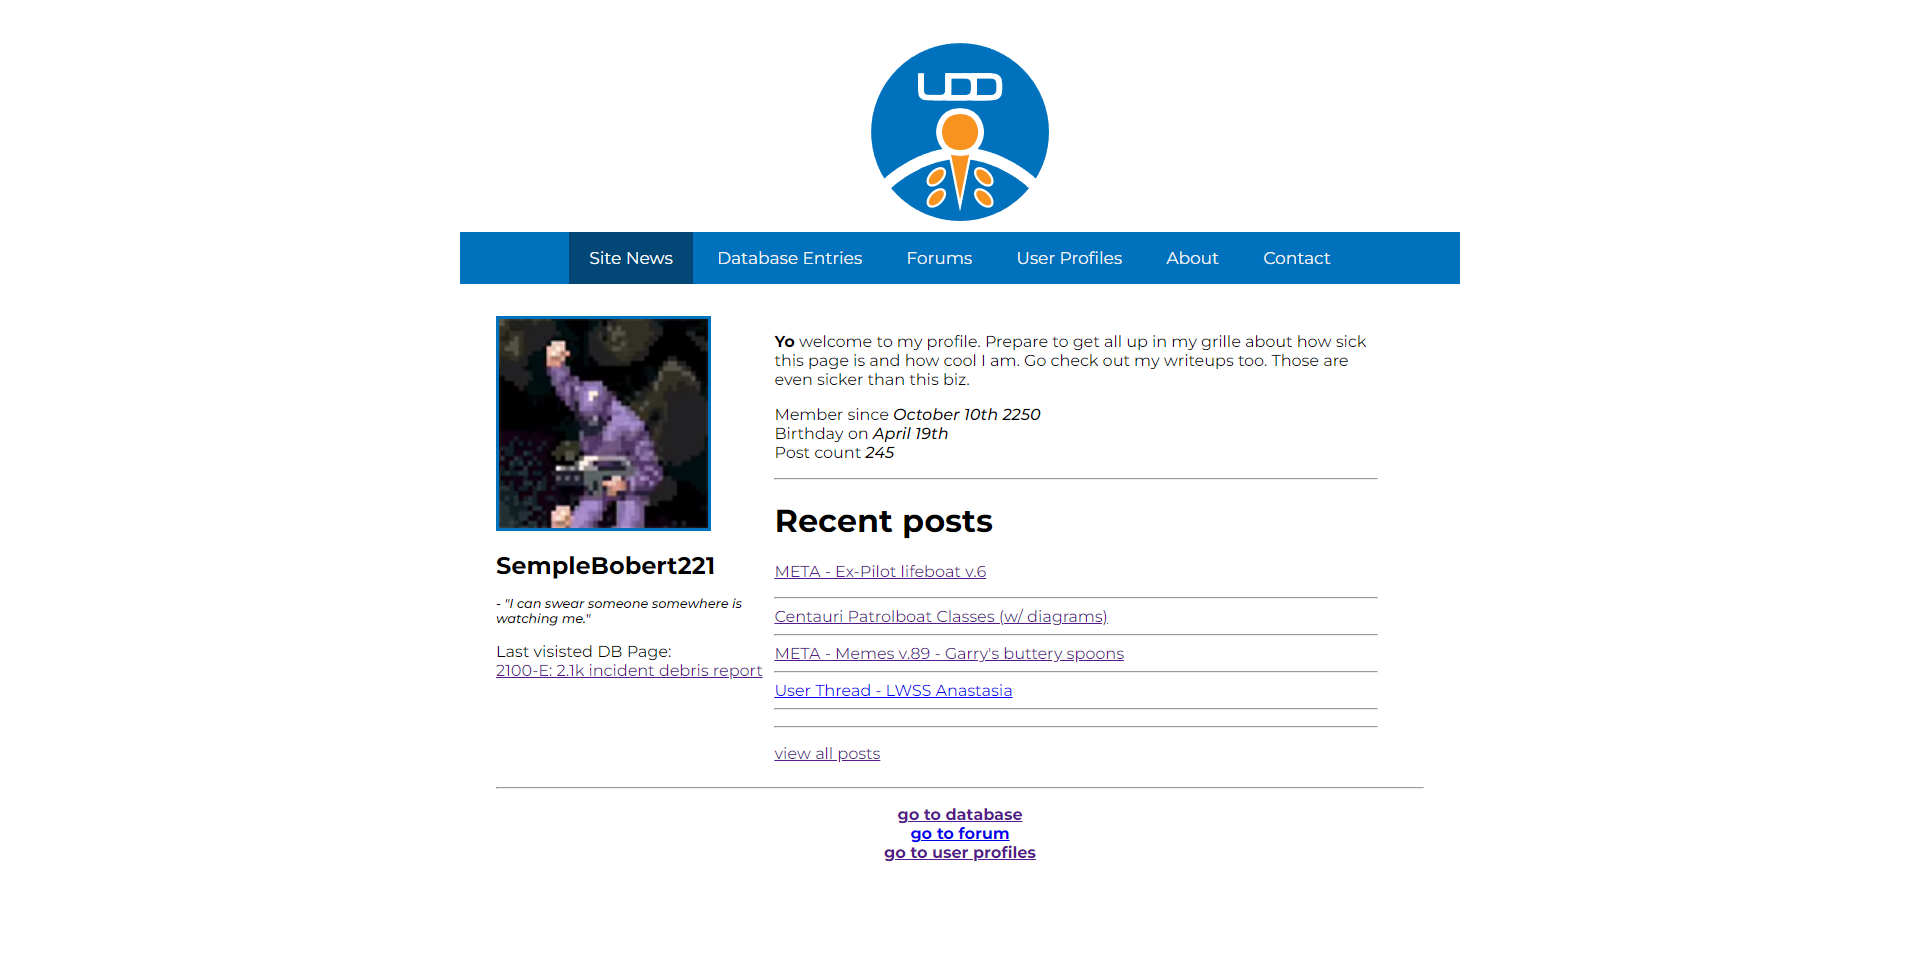 UDD
Site News
Database Entries
Forums
User Profiles
About
Contact
SempleBobert221
- "I can swear someone somewhere is
watching me."
Last visisted DB Page:
2100-E: 2.1k incident debris report
Yo welcome to my profile. Prepare to get all up in my grille about how sick
this page is and how cool I am. Go check out my writeups too. Those are
even sicker than this biz.
Member since October 10th 2250
Birthday on April 19th
Post count 245
Recent posts
META - Ex-Pilot lifeboat v.6
Centauri Patrolboat Classes (w/ diagrams)
META - Memes v.89 - Garry's buttery spoons
User Thread - LWSS Anastasia
view all posts
go to database
go to forum
go to user profiles